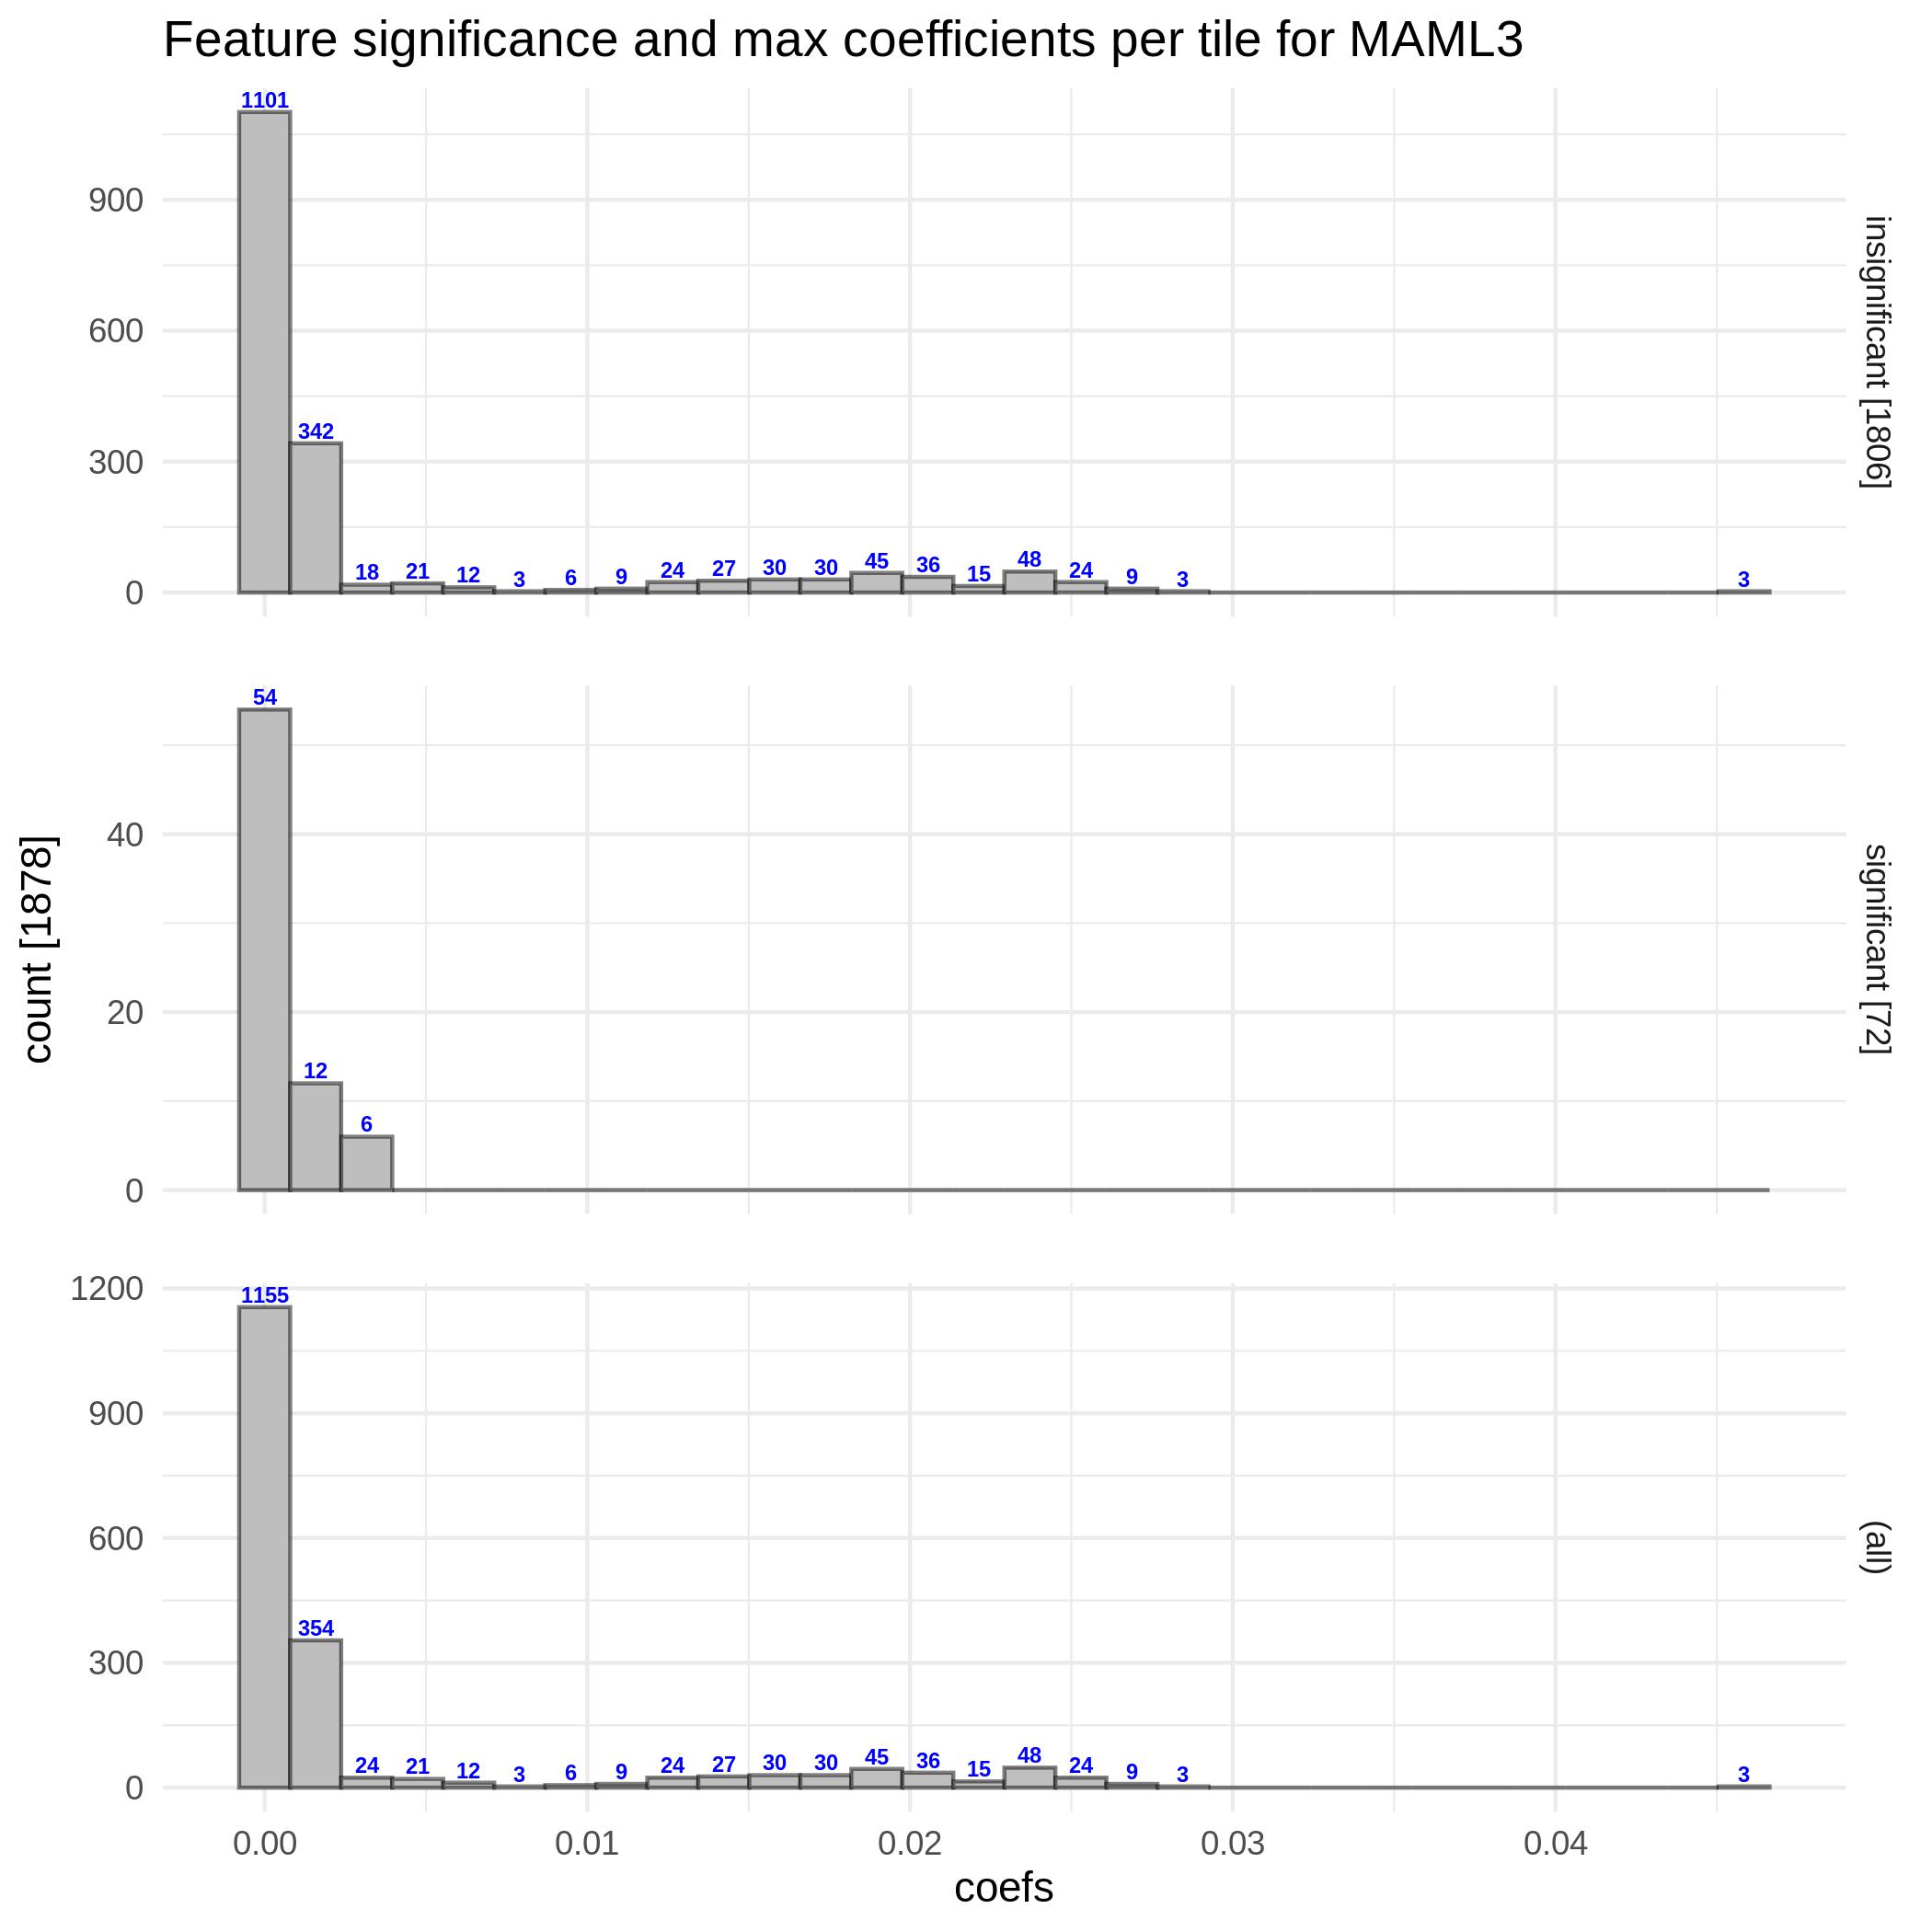 Feature significance and max coefficients per tile for MAML3
1101
900
342
600
300
18 21 12 3 6 9 24 27 30 30 45 36 15 48 24 9 3 3
0
insignificant [1806]
54
40
20
12
6
0
significant [72]
count [1878]
1200
1155
900
600
354
300
24 21 12 3 6 9 24 27 30 30 45 36 15 48 24 9 3 3
0
(all)
0.00 0.01 0.02 0.03 0.04
coefs